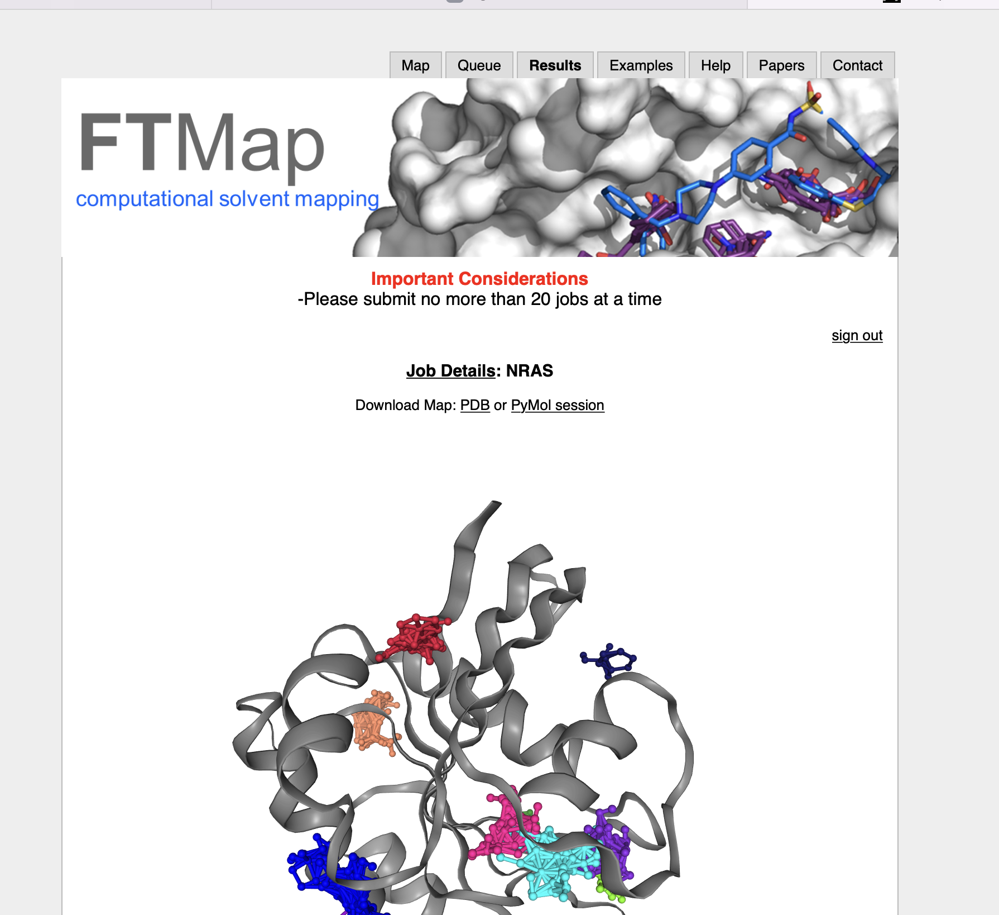 Map Queue Results Examples Help Papers Contact
FTMap
computational solvent mapping
Important Considerations
-Please submit no more than 20 jobs at a time
sign out
Job Details: NRAS
Download Map: PDB or PyMol session